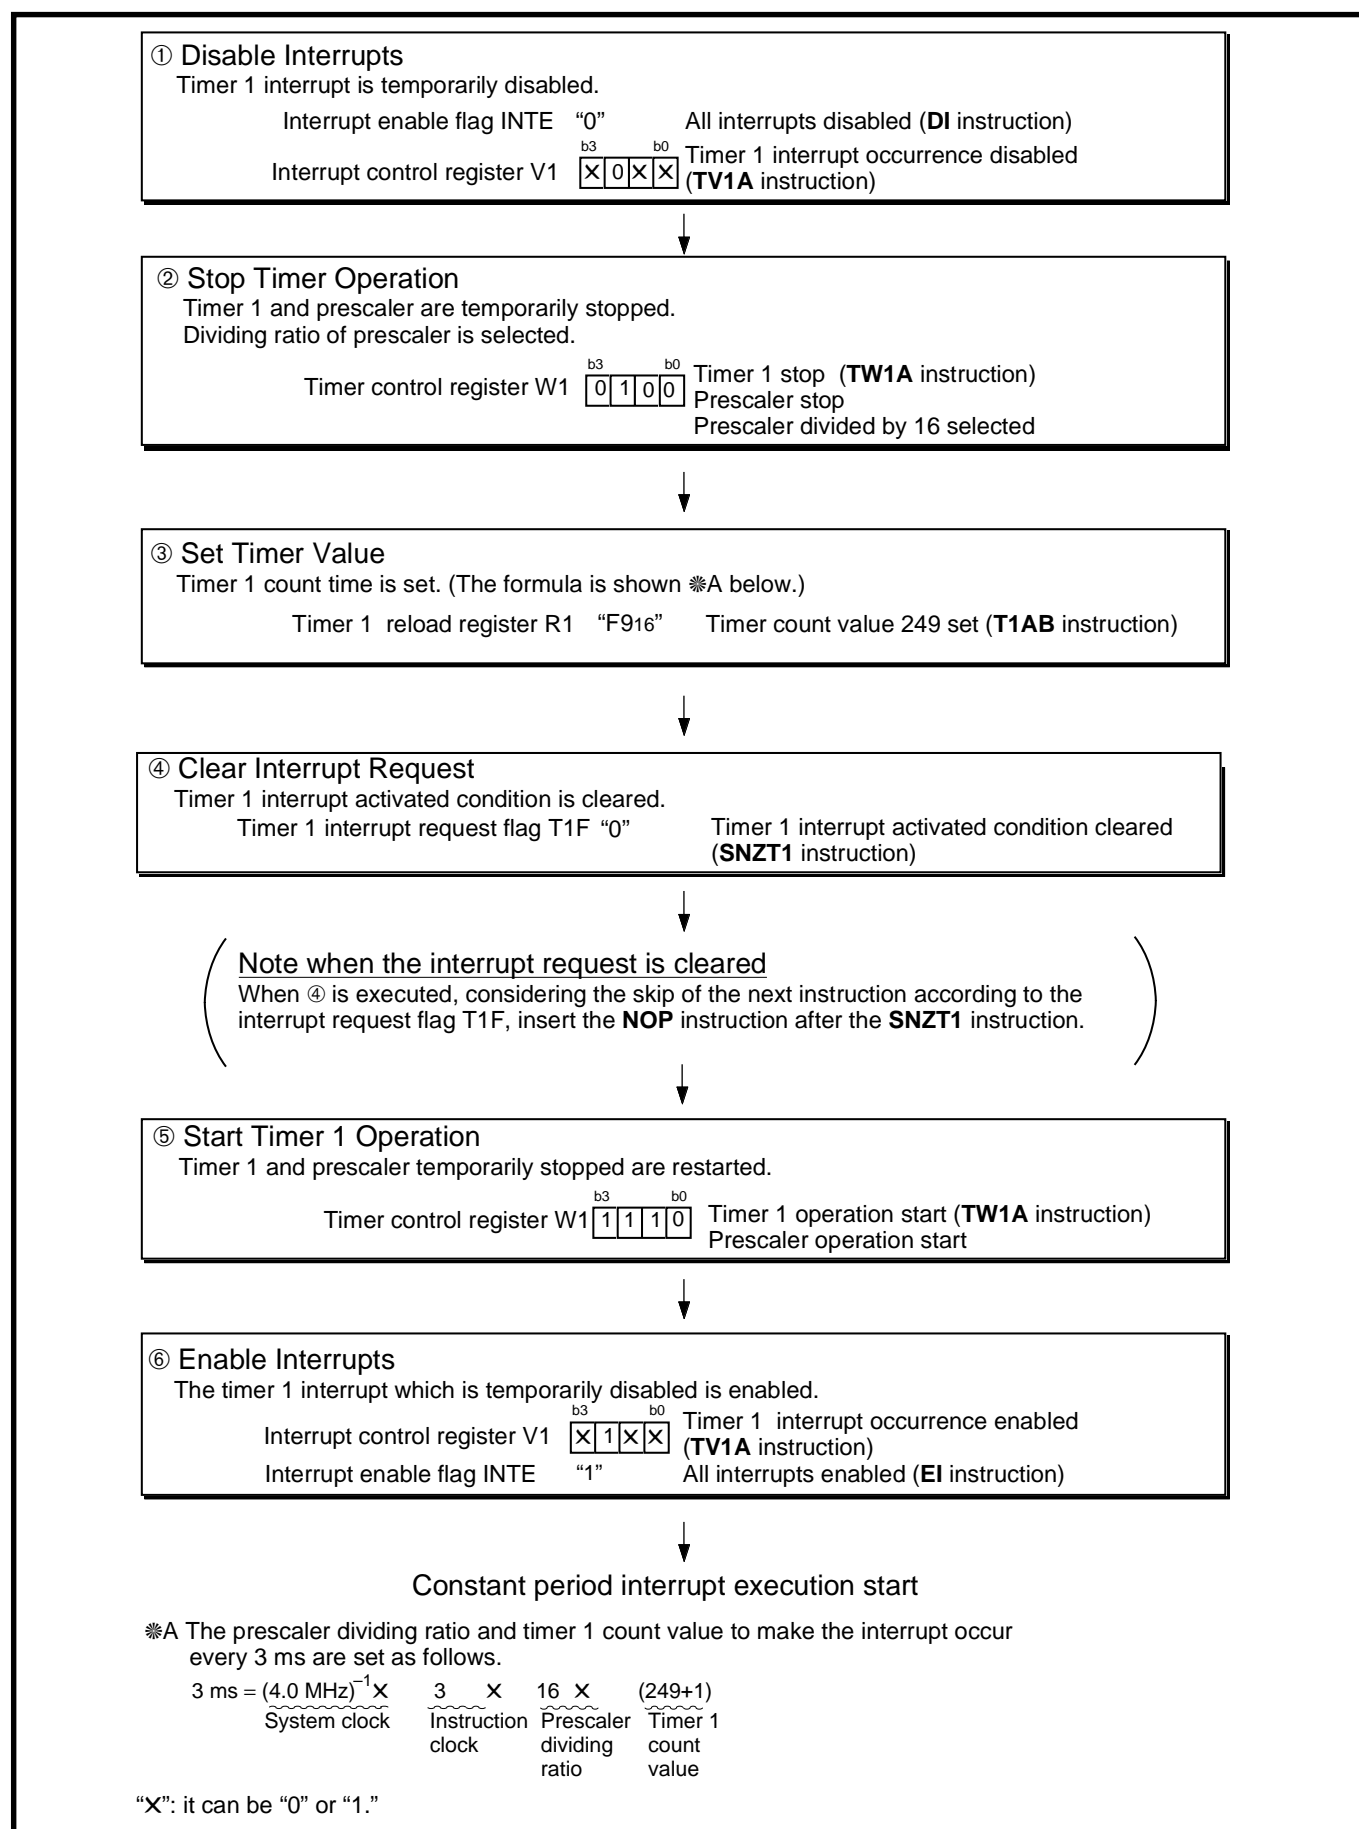 ① Disable Interrupts
Timer 1 interrupt is temporarily disabled.
Interrupt enable flag INTE “0” All interrupts disabled (DI instruction)
b3 b0
Interrupt control register V1 ✕ 0 ✕ ✕ Timer 1 interrupt occurrence disabled
(TV1A instruction)
② Stop Timer Operation
Timer 1 and prescaler are temporarily stopped.
Dividing ratio of prescaler is selected.
b3 b0
Timer control register W1 0 1 0 0 Timer 1 stop (TW1A instruction)
Prescaler stop
Prescaler divided by 16 selected
③ Set Timer Value
Timer 1 count time is set. (The formula is shown ❊A below.)
Timer 1 reload register R1 “F916” Timer count value 249 set (T1AB instruction)
④ Clear Interrupt Request
Timer 1 interrupt activated condition is cleared.
Timer 1 interrupt request flag T1F “0” Timer 1 interrupt activated condition cleared
(SNZT1 instruction)
Note when the interrupt request is cleared
When ④ is executed, considering the skip of the next instruction according to the
interrupt request flag T1F, insert the NOP instruction after the SNZT1 instruction.
⑤ Start Timer 1 Operation
Timer 1 and prescaler temporarily stopped are restarted.
b3 b0
Timer control register W1 1 1 1 0 Timer 1 operation start (TW1A instruction)
Prescaler operation start
⑥ Enable Interrupts
The timer 1 interrupt which is temporarily disabled is enabled.
b3 b0
Interrupt control register V1 ✕ 1 ✕ ✕ Timer 1 interrupt occurrence enabled
(TV1A instruction)
Interrupt enable flag INTE “1” All interrupts enabled (EI instruction)
Constant period interrupt execution start
❊A The prescaler dividing ratio and timer 1 count value to make the interrupt occur
every 3 ms are set as follows.
3 ms = (4.0 MHz)–1 ✕ 3 ✕ 16 ✕ (249+1)
System clock Instruction Prescaler Timer 1
clock dividing count
ratio value
“✕”: it can be “0” or “1.”